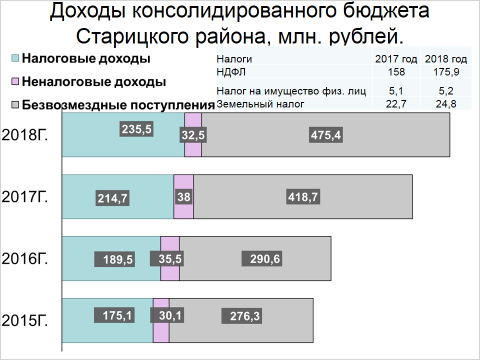 Доходы консолидированного бюджета
Старицкого района, млн. рублей.
Налоговые доходы
Неналоговые доходы
Безвозмездные поступления
Налоги 2017 год 2018 год
НДФЛ 158 175,9
Налог на имущество физ. лиц 5,1 5,2
Земельный налог 22,7 24,8
2018Г. 235,5 32,5 475,4
2017Г. 214,7 38 418,7
2016Г. 189,5 35,5 290,6
2015Г. 175,1 30,1 276,3